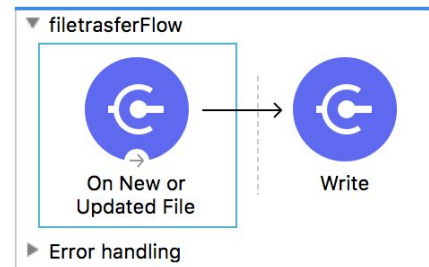 filetrasferFlow
On New or
Updated File
Write
Error handling